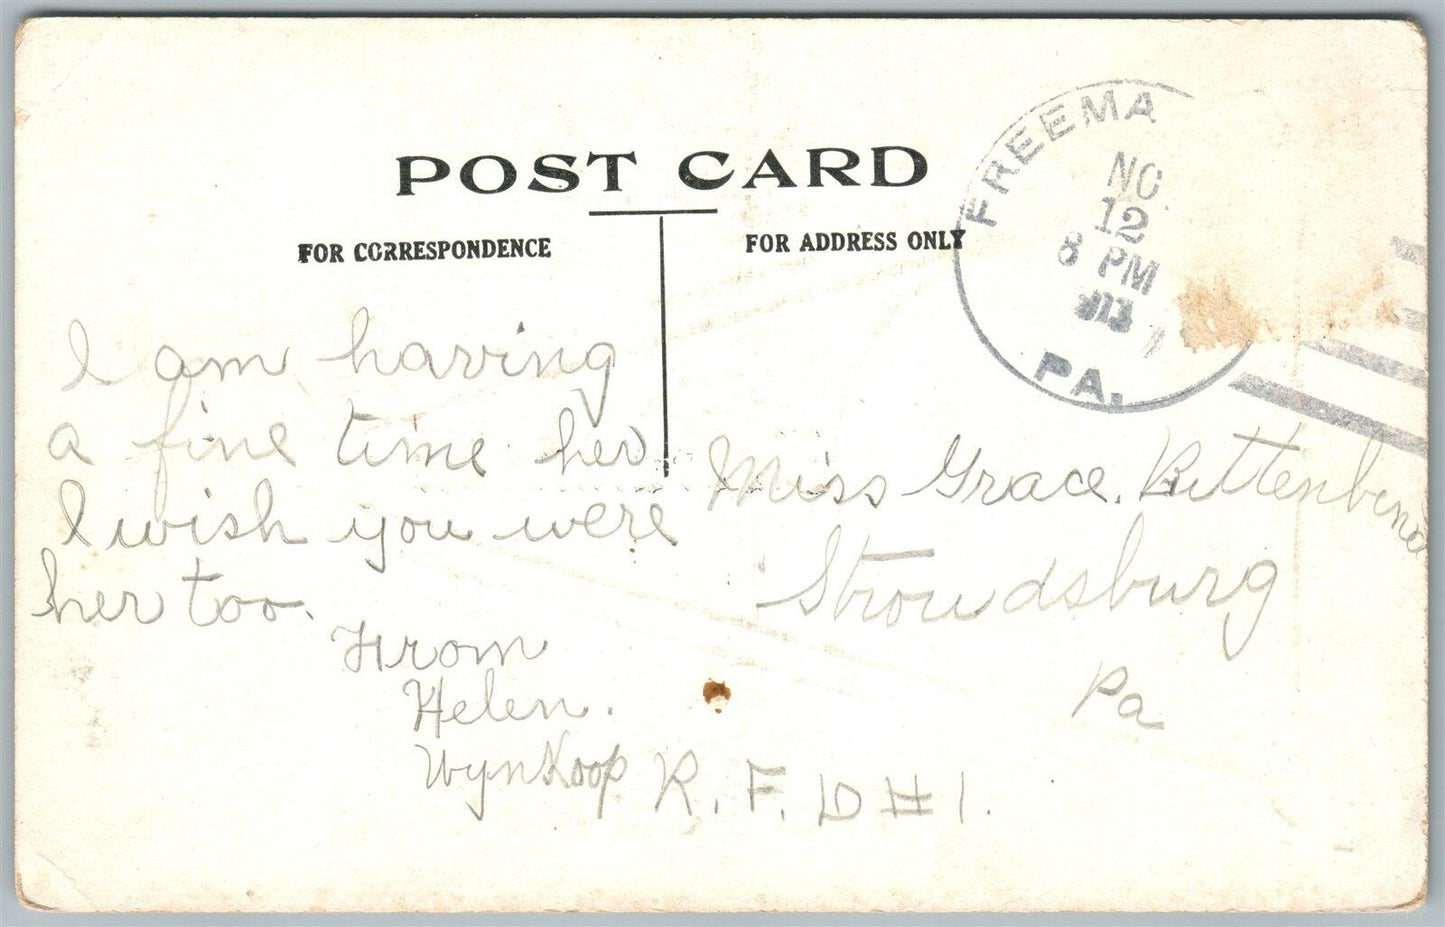 POST CARD
FOR CORRESPONDENCE
FOR ADDRESS ONLY
FREEMA
NO
12
8 PM
PA.
I am having
a fine time her
I wish you were
her too.
From
Helen.
Wynkoop
Miss Grace. Rittenbend
Stroudsburg
Pa
R. F. D # 1.